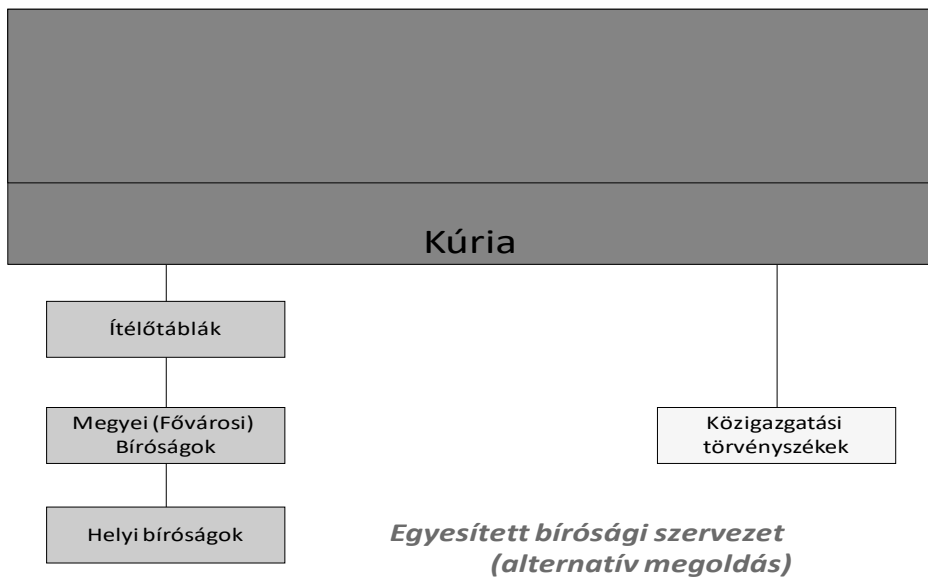 Kúria
Ítélőtáblák
Megyei (Fővárosi)
Bíróságok
Közigazgatási
törvényszékek
Helyi bíróságok
Egyesített bírósági szervezet
(alternatív megoldás)